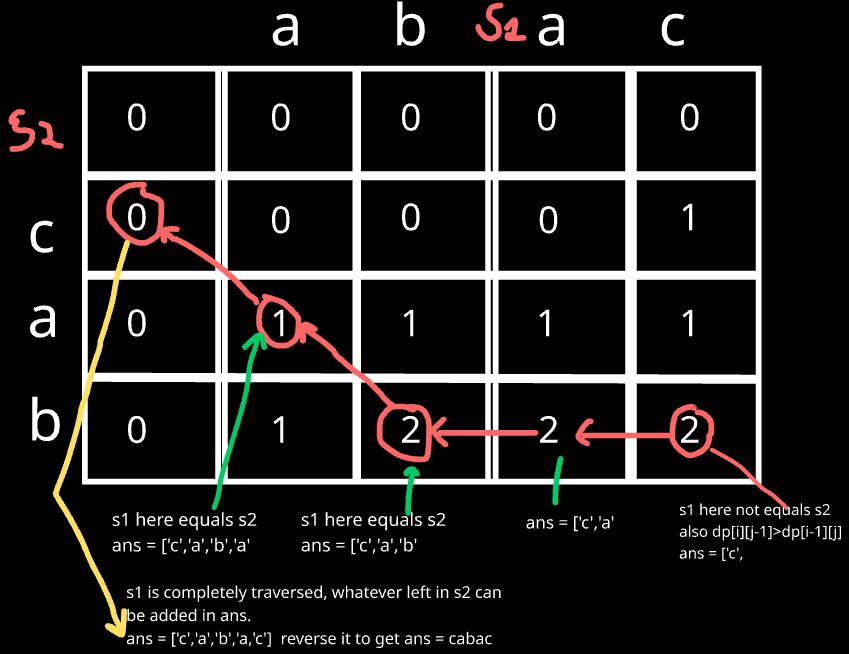 a b S1 a c
S2 0 0 0 0 0
c 0 0 0 0 1
a 0 1 1 1 1
b 0 1 2 2 2
s1 here equals s2
ans = ['c','a','b','a'
s1 here equals s2
ans = ['c','a','b'
ans = ['c','a'
s1 here not equals s2
also dp[i][j-1]>dp[i-1][j]
ans = ['c',
s1 is completely traversed, whatever left in s2 can
be added in ans.
ans = ['c','a','b','a,'c'] reverse it to get ans = cabac